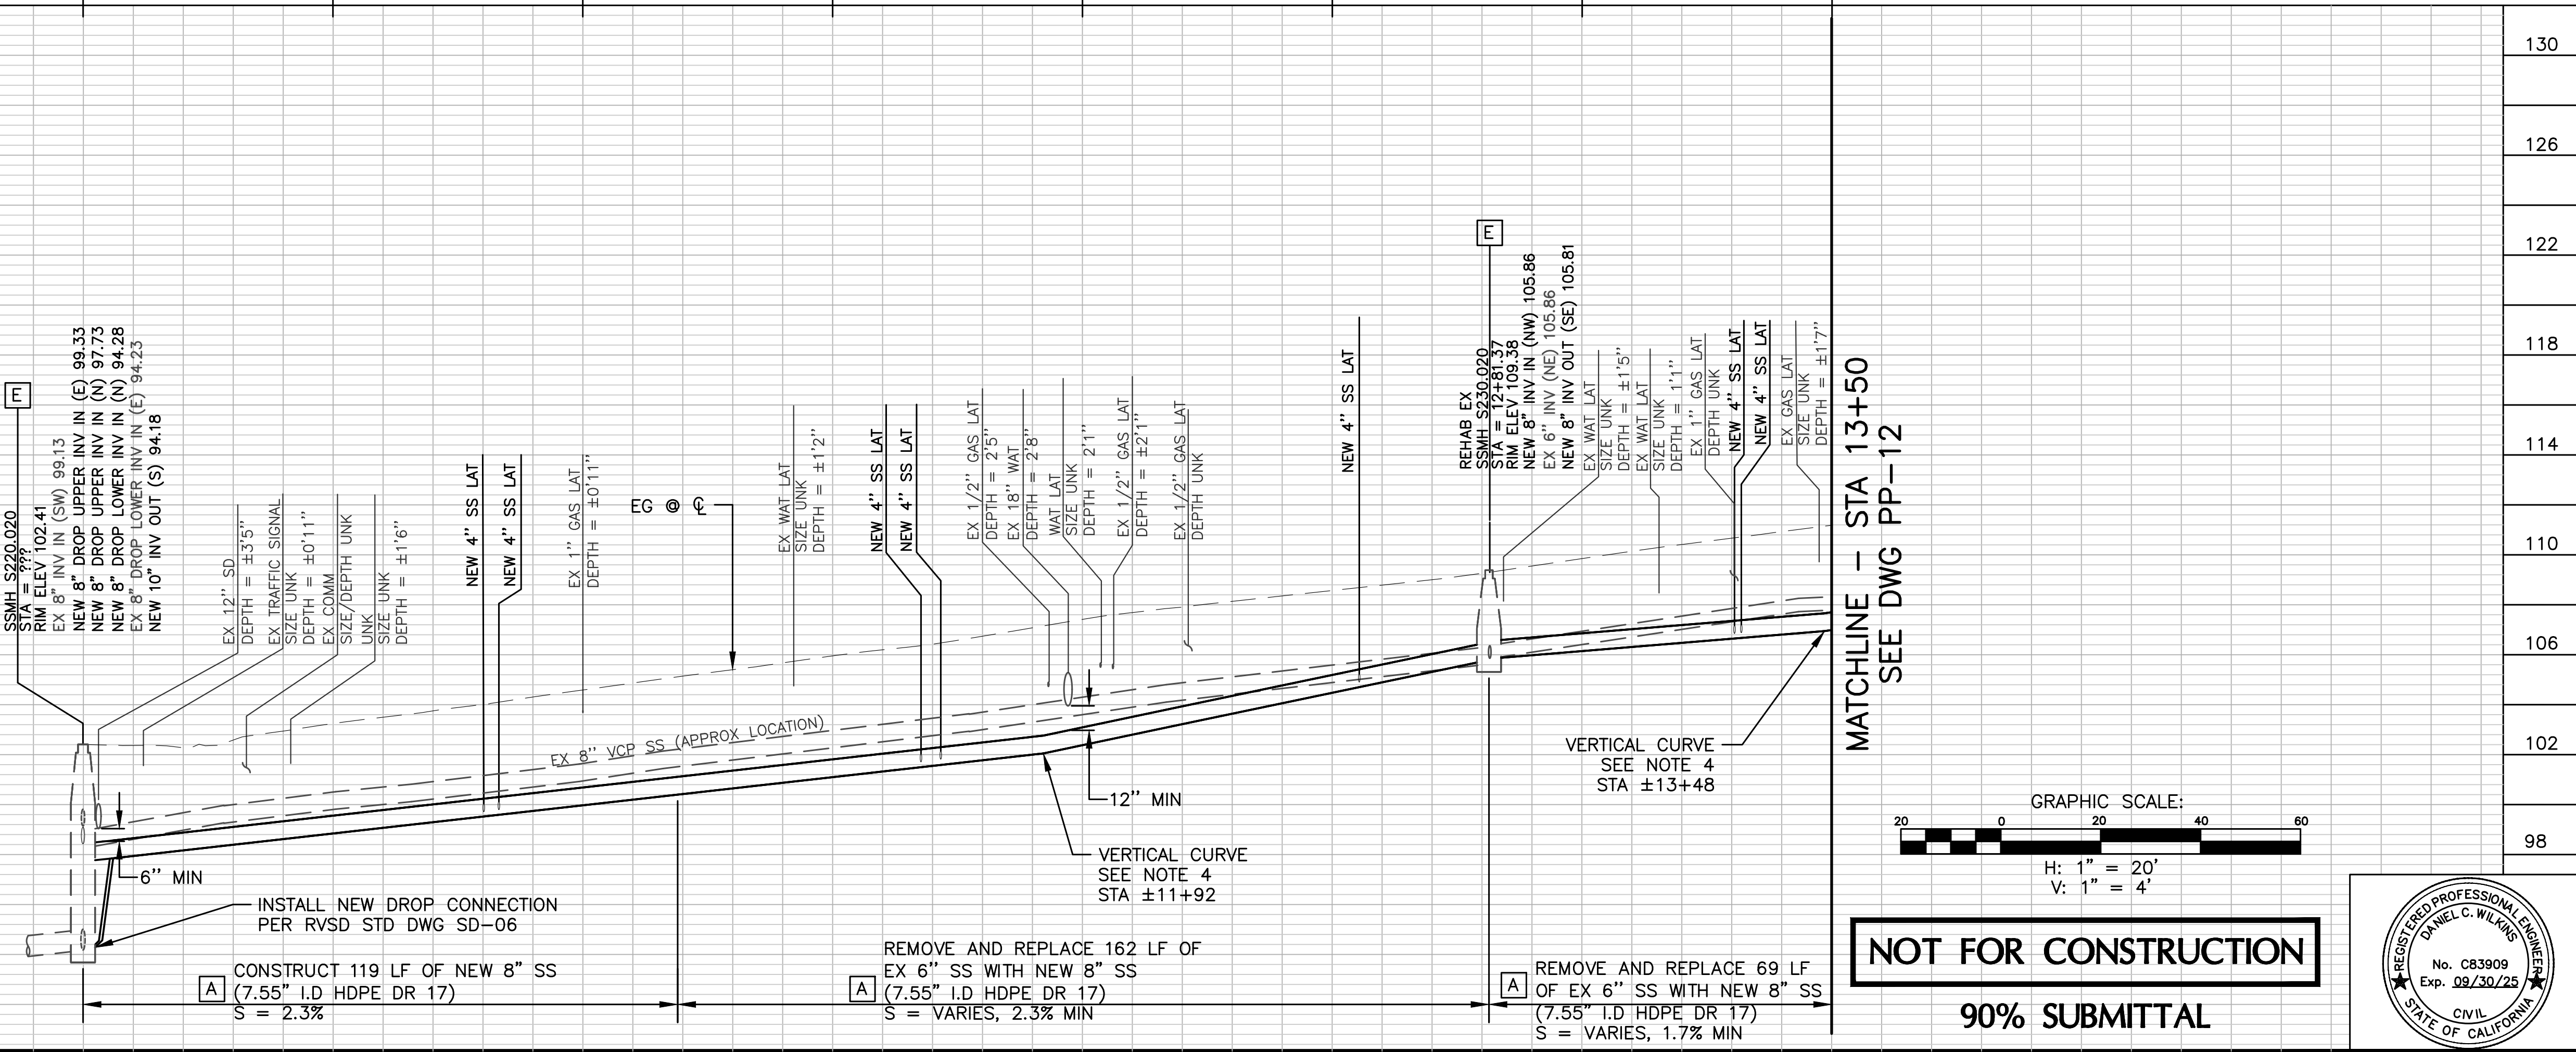 130
126
122
118
114
110
106
102
98
E
SSMH S220.020
STA = ???
RIM ELEV 102.41
EX 8" INV IN (SW) 99.13
NEW 8" DROP UPPER INV IN (E) 99.33
NEW 8" DROP UPPER INV IN (N) 97.73
NEW 8" DROP LOWER INV IN (N) 94.28
EX 8" DROP LOWER INV IN (E) 94.23
NEW 10" INV OUT (S) 94.18
EX 12" SD
DEPTH = ±3'5"
EX TRAFFIC SIGNAL
SIZE UNK
DEPTH = ±0'11"
EX COMM
SIZE/DEPTH UNK
UNK
SIZE UNK
DEPTH = ±1'6"
NEW 4" SS LAT
NEW 4" SS LAT
EX 1" GAS LAT
DEPTH = ±0'11"
EG @ ℄
EX WAT LAT
SIZE UNK
DEPTH = ±1'2"
NEW 4" SS LAT
NEW 4" SS LAT
EX 1/2" GAS LAT
DEPTH = 2'5"
EX 18" WAT
DEPTH = 2'8"
WAT LAT
SIZE UNK
DEPTH = 2'1"
EX 1/2" GAS LAT
DEPTH = ±2'1"
EX 1/2" GAS LAT
DEPTH UNK
NEW 4" SS LAT
E
REHAB EX
SSMH S230.020
STA = 12+81.37
RIM ELEV 109.38
NEW 8" INV IN (NW) 105.86
EX 6" INV (NE) 105.86
NEW 8" INV OUT (SE) 105.81
EX WAT LAT
SIZE UNK
DEPTH = ±1'5"
EX WAT LAT
SIZE UNK
DEPTH = 1'1"
EX 1" GAS LAT
DEPTH UNK
NEW 4" SS LAT
NEW 4" SS LAT
EX GAS LAT
SIZE UNK
DEPTH = ±1'7"
MATCHLINE - STA 13+50
SEE DWG PP-12
EX 8" VCP SS (APPROX LOCATION)
12" MIN
6" MIN
VERTICAL CURVE
SEE NOTE 4
STA ±11+92
VERTICAL CURVE
SEE NOTE 4
STA ±13+48
INSTALL NEW DROP CONNECTION
PER RVSD STD DWG SD-06
A
CONSTRUCT 119 LF OF NEW 8" SS
(7.55" I.D HDPE DR 17)
S = 2.3%
A
REMOVE AND REPLACE 162 LF OF
EX 6" SS WITH NEW 8" SS
(7.55" I.D HDPE DR 17)
S = VARIES, 2.3% MIN
A
REMOVE AND REPLACE 69 LF
OF EX 6" SS WITH NEW 8" SS
(7.55" I.D HDPE DR 17)
S = VARIES, 1.7% MIN
GRAPHIC SCALE:
20 0 20 40 60
H: 1" = 20'
V: 1" = 4'
NOT FOR CONSTRUCTION
90% SUBMITTAL
REGISTERED PROFESSIONAL ENGINEER
DANIEL C. WILKINS
No. C83909
Exp. 09/30/25
CIVIL
STATE OF CALIFORNIA